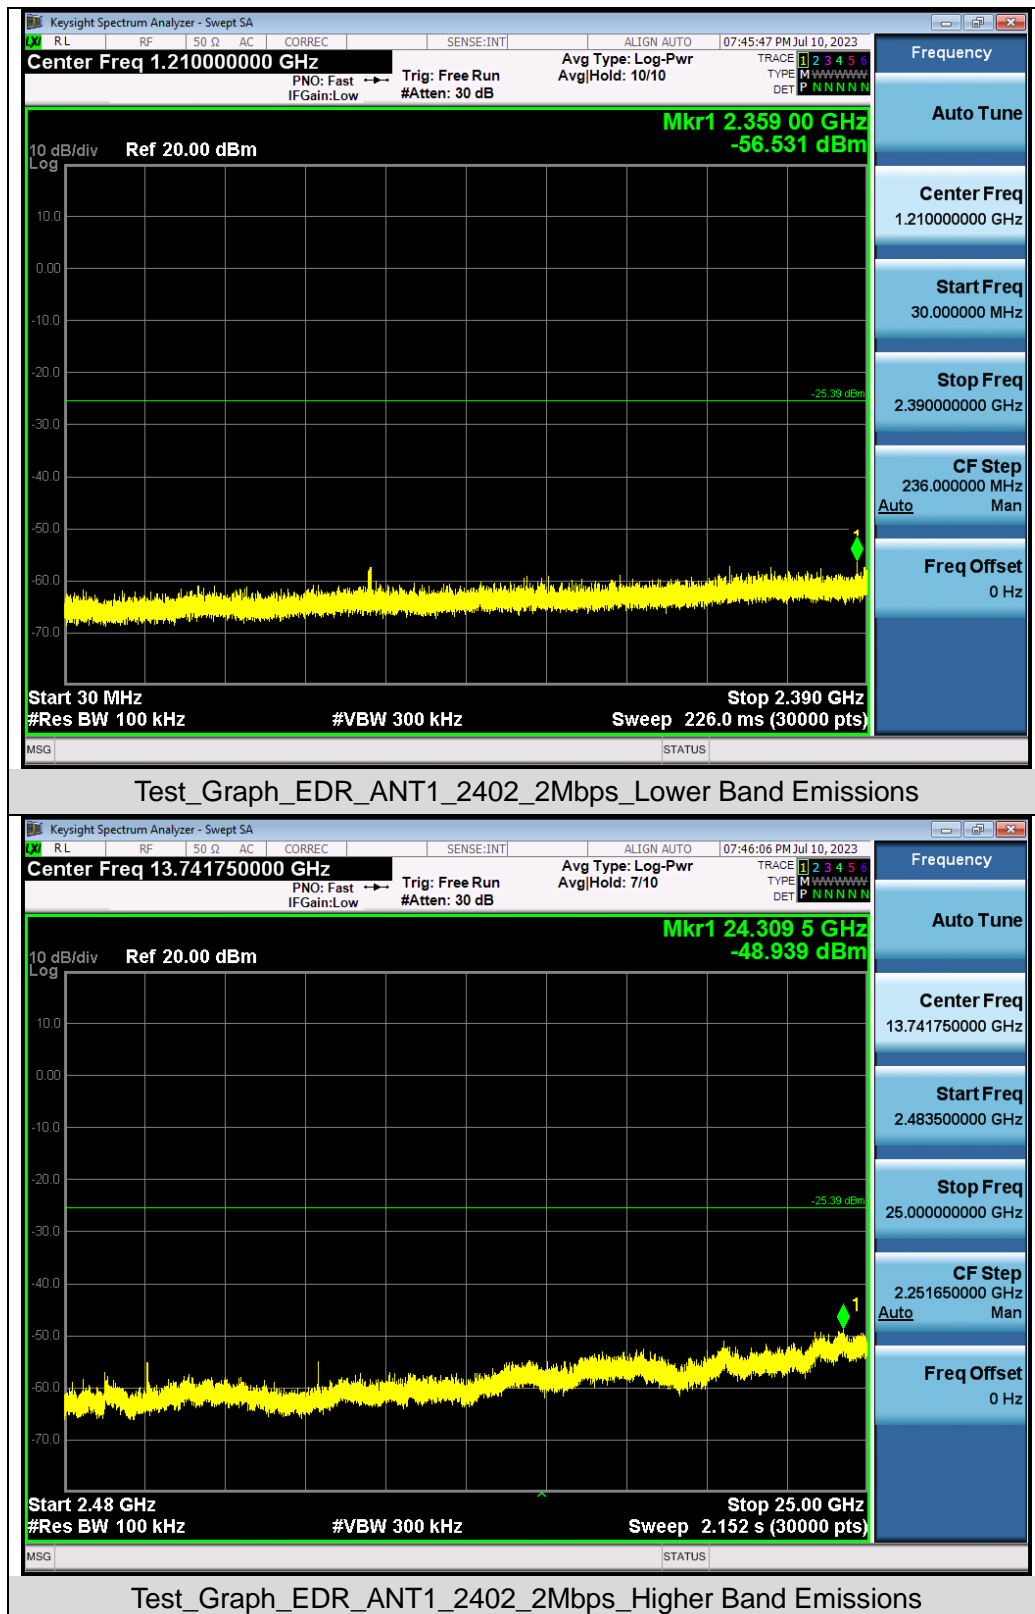 Keysight Spectrum Analyzer - Swept SA
LXI RL RF 50 Ω AC CORREC SENSE:INT ALIGN AUTO 07:45:47 PM Jul 10, 2023
Center Freq 1.210000000 GHz
PNO: Fast
IFGain:Low
Trig: Free Run
#Atten: 30 dB
Avg Type: Log-Pwr
Avg|Hold: 10/10
TRACE 1 2 3 4 5 6
TYPE M WWWWW
DET P N N N N N
Frequency
Auto Tune
Mkr1 2.359 00 GHz
-56.531 dBm
10 dB/div Ref 20.00 dBm
Log
10.0
0.00
-10.0
-20.0
-30.0
-40.0
-50.0
-60.0
-70.0
-25.39 dBm
1
Center Freq
1.210000000 GHz
Start Freq
30.000000 MHz
Stop Freq
2.390000000 GHz
CF Step
236.000000 MHz
Auto Man
Freq Offset
0 Hz
Start 30 MHz Stop 2.390 GHz
#Res BW 100 kHz #VBW 300 kHz Sweep 226.0 ms (30000 pts)
MSG STATUS
Test_Graph_EDR_ANT1_2402_2Mbps_Lower Band Emissions
Keysight Spectrum Analyzer - Swept SA
LXI RL RF 50 Ω AC CORREC SENSE:INT ALIGN AUTO 07:46:06 PM Jul 10, 2023
Center Freq 13.741750000 GHz
PNO: Fast
IFGain:Low
Trig: Free Run
#Atten: 30 dB
Avg Type: Log-Pwr
Avg|Hold: 7/10
TRACE 1 2 3 4 5 6
TYPE M WWWWW
DET P N N N N N
Frequency
Auto Tune
Mkr1 24.309 5 GHz
-48.939 dBm
10 dB/div Ref 20.00 dBm
Log
10.0
0.00
-10.0
-20.0
-30.0
-40.0
-50.0
-60.0
-70.0
-25.39 dBm
1
Center Freq
13.741750000 GHz
Start Freq
2.483500000 GHz
Stop Freq
25.000000000 GHz
CF Step
2.251650000 GHz
Auto Man
Freq Offset
0 Hz
Start 2.48 GHz Stop 25.00 GHz
#Res BW 100 kHz #VBW 300 kHz Sweep 2.152 s (30000 pts)
MSG STATUS
Test_Graph_EDR_ANT1_2402_2Mbps_Higher Band Emissions